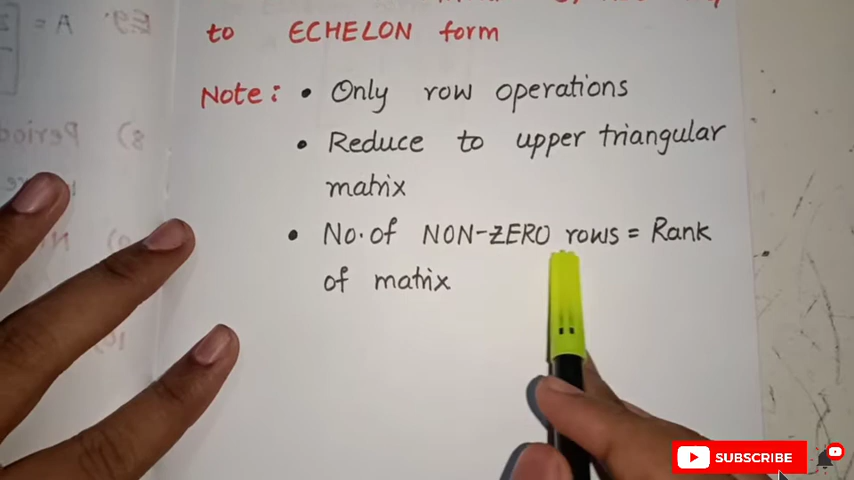 to ECHELON form
Note: • Only row operations
• Reduce to upper triangular
matrix
• No. of NON-ZERO rows = Rank
of matrix
SUBSCRIBE